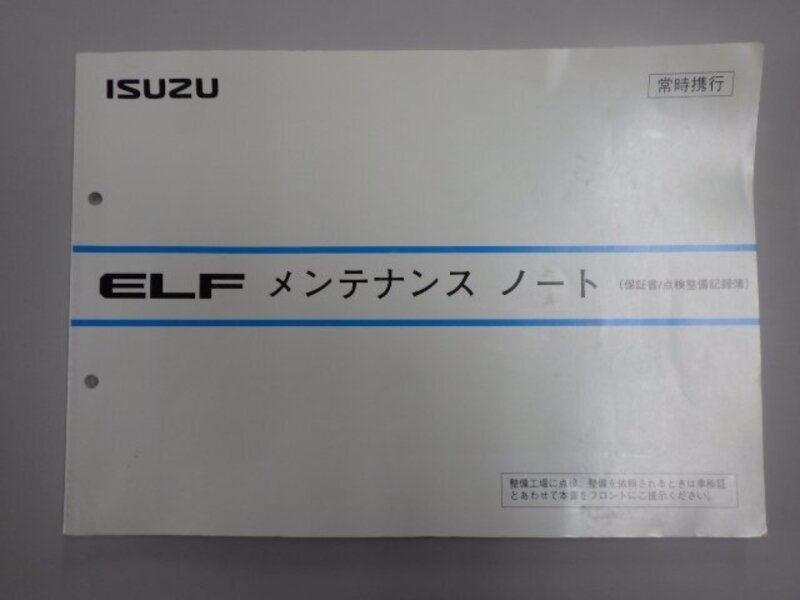 ISUZU
常時携行
ELF メンテナンス ノート (保証書/点検整備記録簿)
整備工場に点検、整備を依頼されるときは車検証
とあわせて本書をフロントにご提示ください。